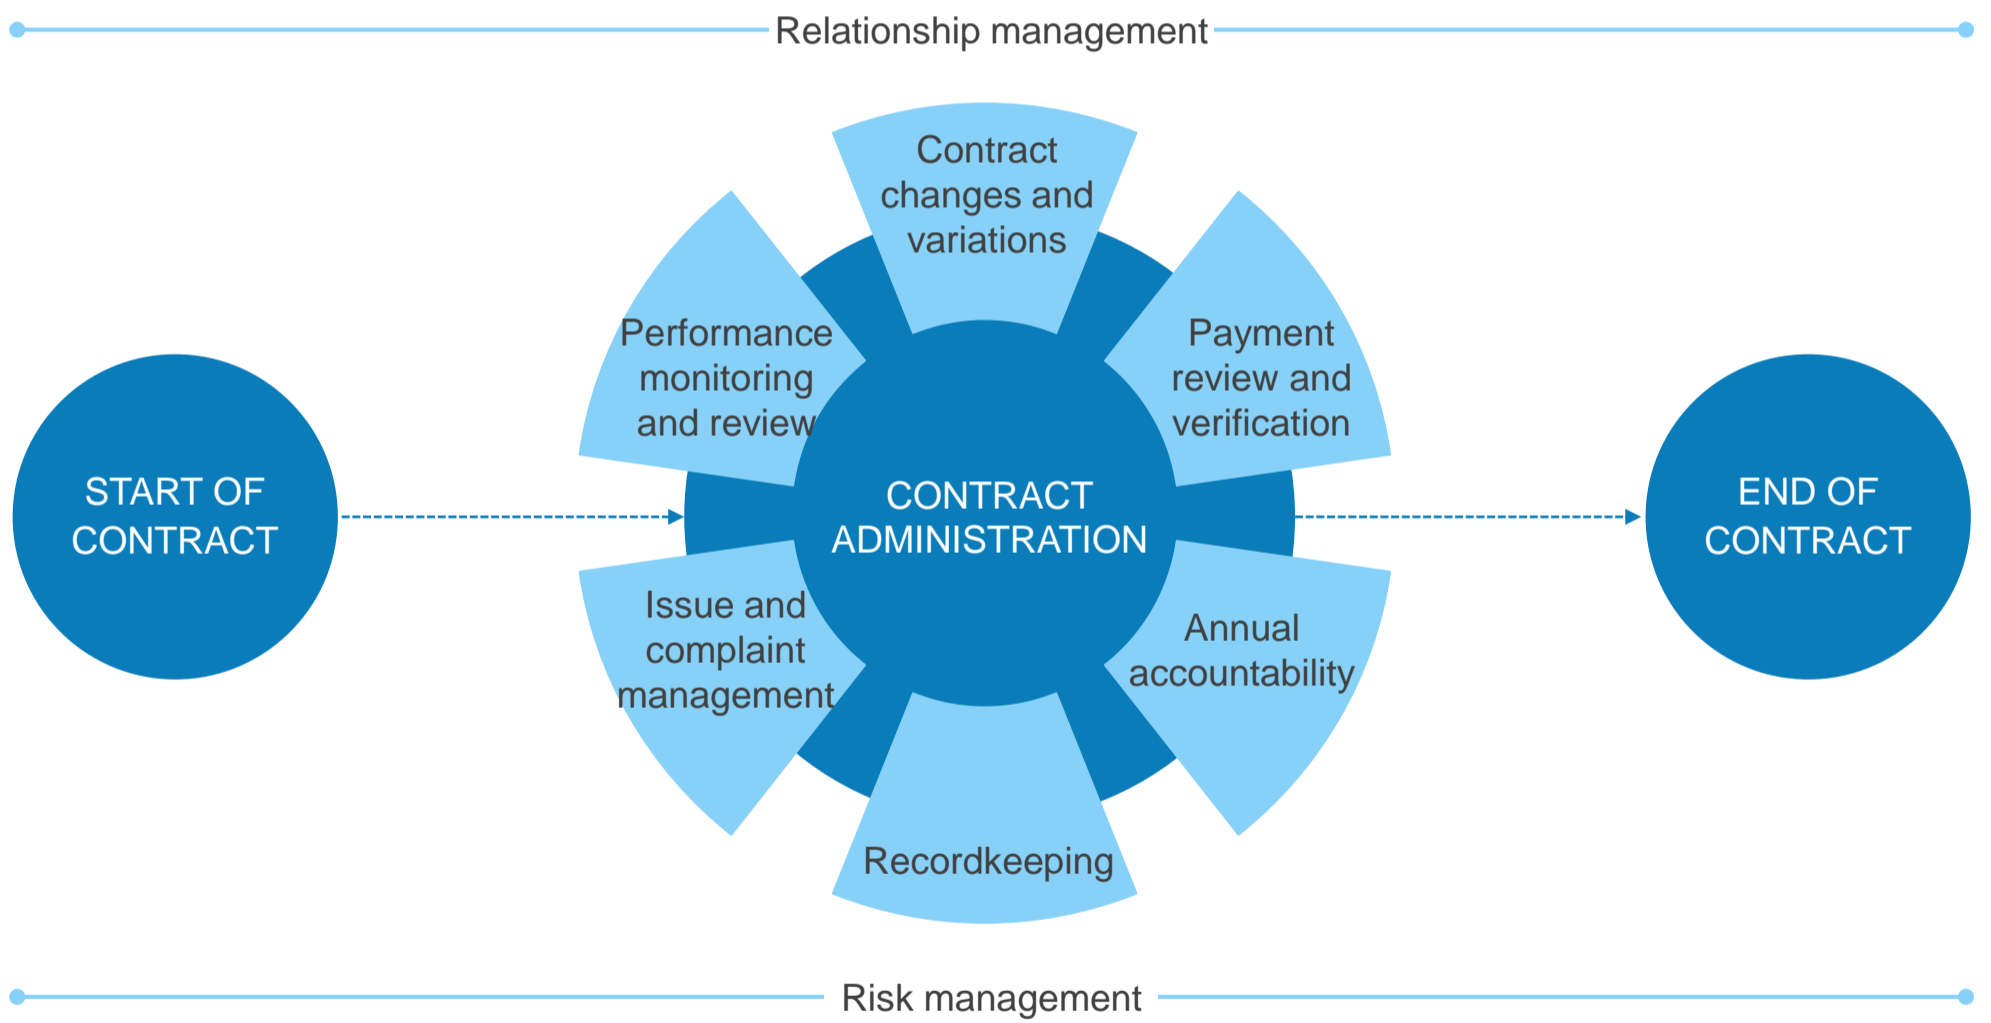 Relationship management
Contract
changes and
variations
Performance
monitoring
and review
Payment
review and
verification
START OF
CONTRACT
CONTRACT
ADMINISTRATION
END OF
CONTRACT
Issue and
complaint
management
Annual
accountability
Recordkeeping
Risk management